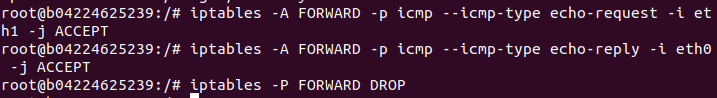 root@b04224625239:/# iptables -A FORWARD -p icmp --icmp-type echo-request -i et
h1 -j ACCEPT
root@b04224625239:/# iptables -A FORWARD -p icmp --icmp-type echo-reply -i eth0
-j ACCEPT
root@b04224625239:/# iptables -P FORWARD DROP